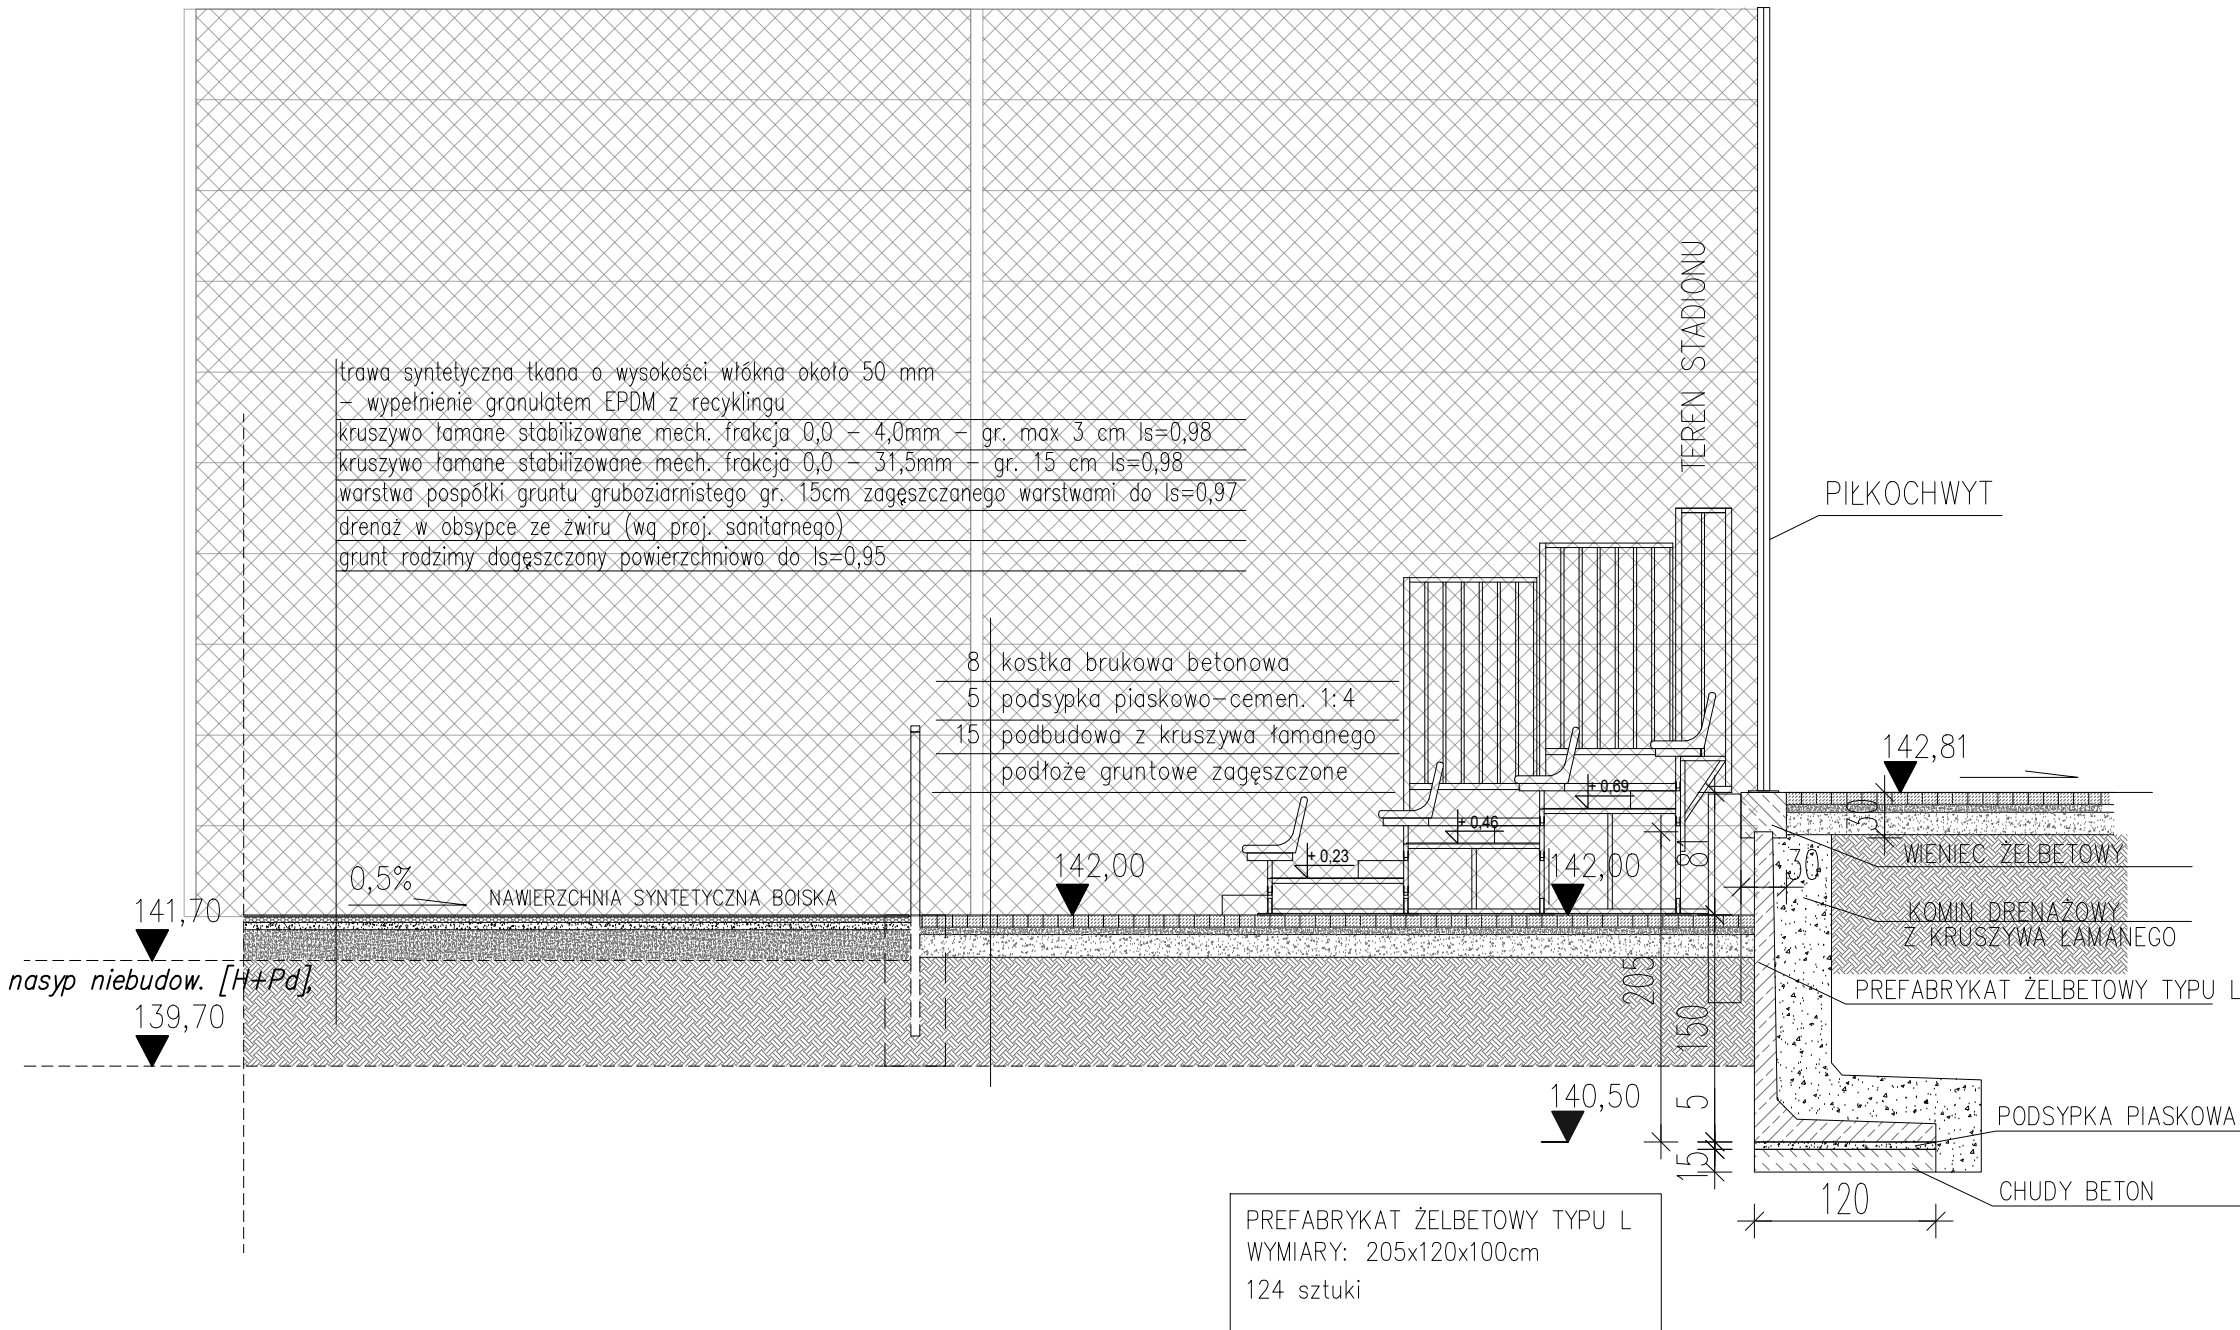 TEREN STADIONU
trawa syntetyczna tkana o wysokości włókna około 50 mm
- wypełnienie granulatem EPDM z recyklingu
kruszywo łamane stabilizowane mech. frakcja 0,0 - 4,0mm - gr. max 3 cm Is=0,98
kruszywo łamane stabilizowane mech. frakcja 0,0 - 31,5mm - gr. 15 cm Is=0,98
warstwa pospółki gruntu gruboziarnistego gr. 15cm zagęszczanego warstwami do Is=0,97
drenaż w obsypce ze żwiru (wg proj. sanitarnego)
grunt rodzimy dogęszczony powierzchniowo do Is=0,95
PIŁKOCHWYT
8 kostka brukowa betonowa
5 podsypka piaskowo-cemen. 1:4
15 podbudowa z kruszywa łamanego
podłoże gruntowe zagęszczone
142,81
+0,69
+0,46
+0,23
30
81
30
142,00
142,00
WIENIEC ŻELBETOWY
0,5%
NAWIERZCHNIA SYNTETYCZNA BOISKA
141,70
KOMIN DRENAŻOWY
Z KRUSZYWA ŁAMANEGO
nasyp niebudow. [H+Pd],
205
PREFABRYKAT ŻELBETOWY TYPU L
139,70
150
140,50
5
PODSYPKA PIASKOWA
15
CHUDY BETON
120
PREFABRYKAT ŻELBETOWY TYPU L
WYMIARY: 205x120x100cm
124 sztuki